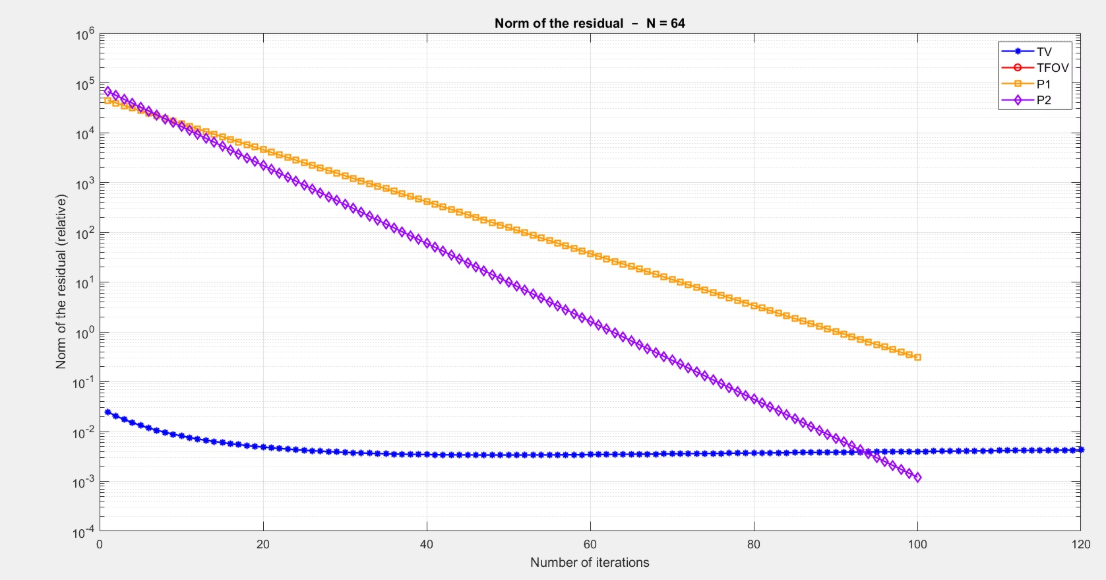 Norm of the residual – N = 64
TV
TFOV
P1
P2
10^6
10^5
10^4
10^3
10^2
10^1
10^0
10^-1
10^-2
10^-3
10^-4
Norm of the residual (relative)
0 20 40 60 80 100 120
Number of iterations